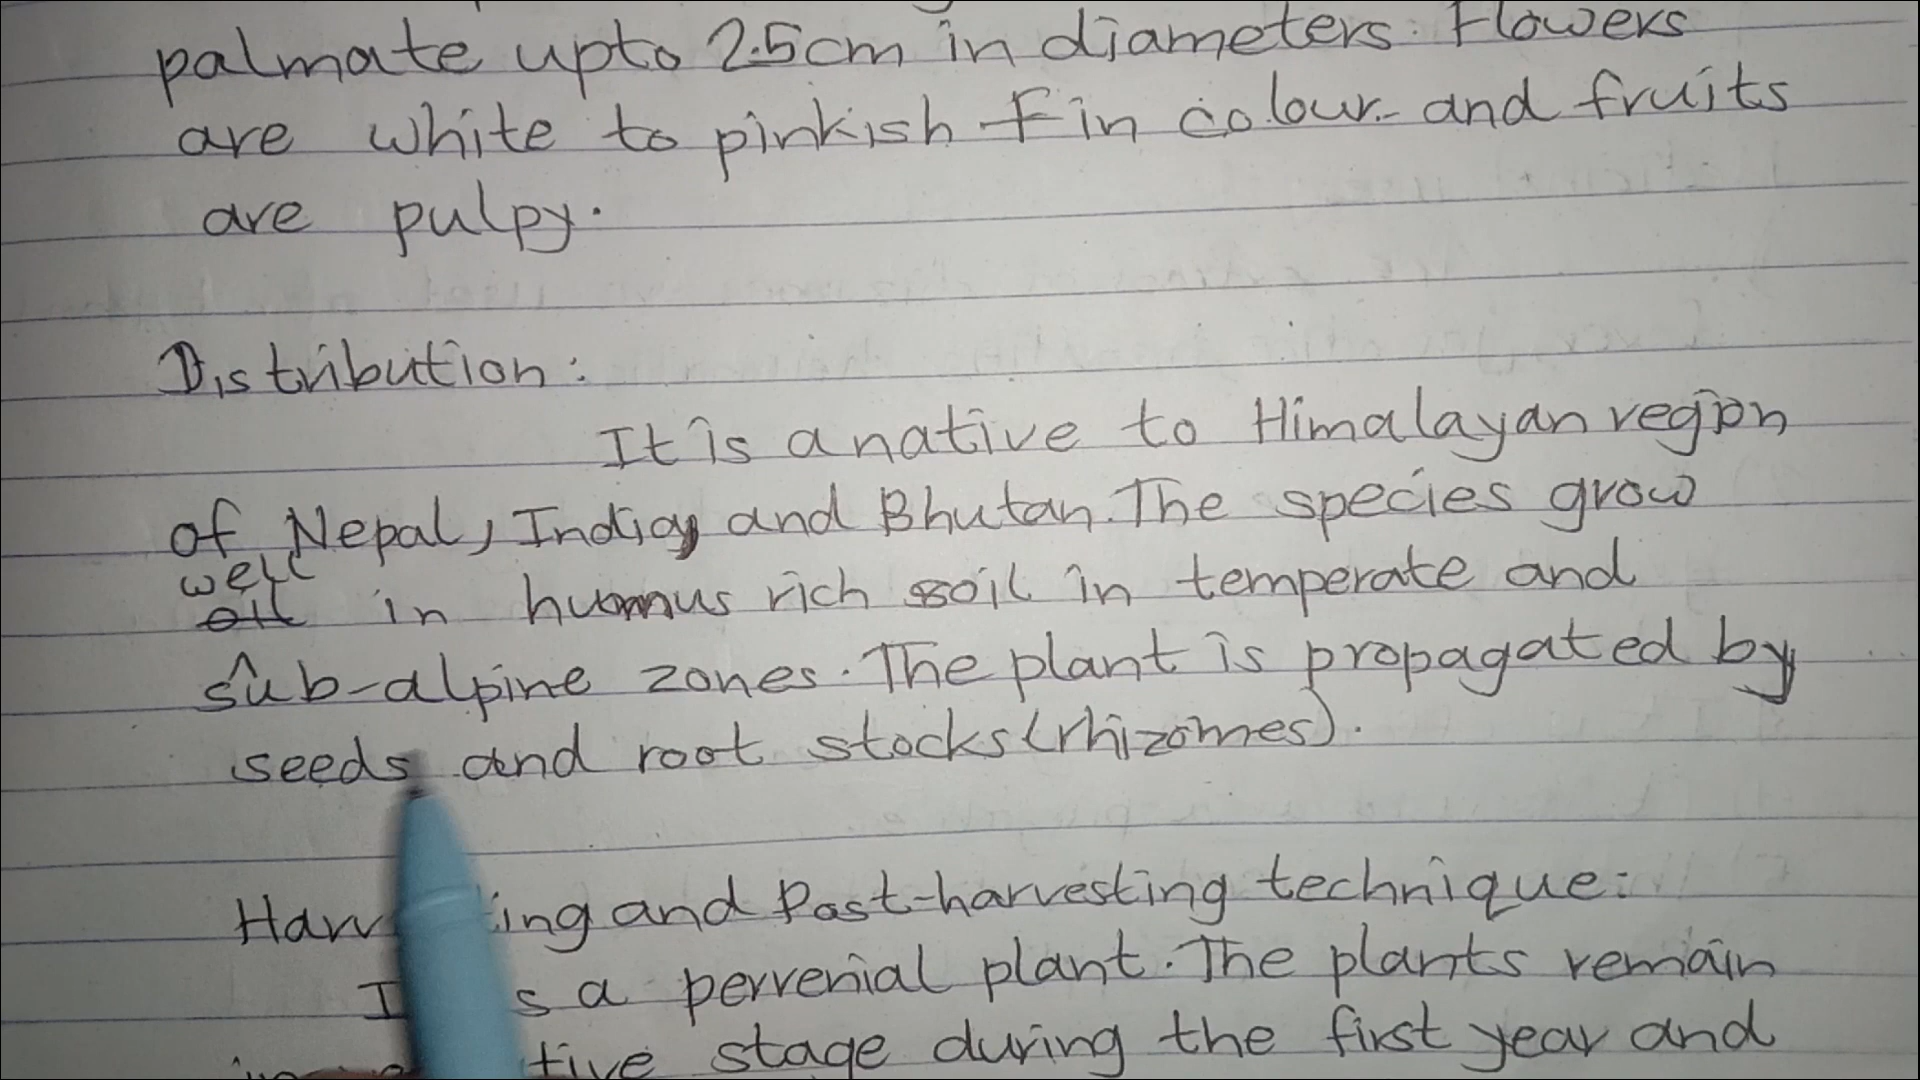 palmate upto 2.5cm in diameters. Flowers
are white to pinkish in colour and fruits
are pulpy.
Distribution:
It is a native to Himalayan region
of Nepal, India, and Bhutan. The species grow
well
in humus rich soil in temperate and
sub-alpine zones. The plant is propagated by
seeds and root stocks (rhizomes).
and Post-harvesting technique:
a perrenial plant. The plants remain
stage during the first year and